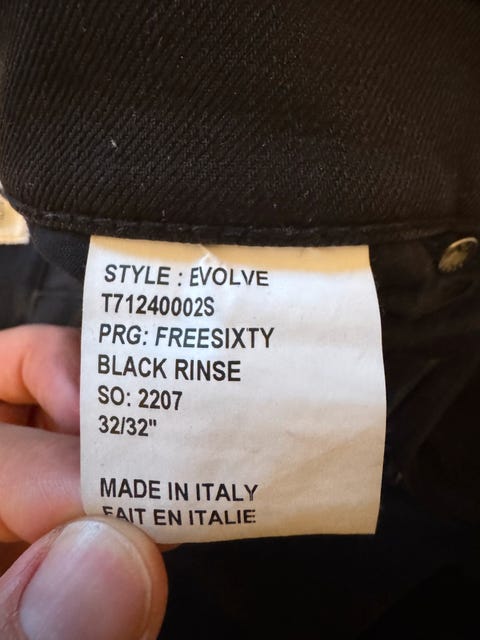 STYLE : EVOLVE
T71240002S
PRG: FREESIXTY
BLACK RINSE
SO: 2207
32/32"
MADE IN ITALY
FAIT EN ITALIE